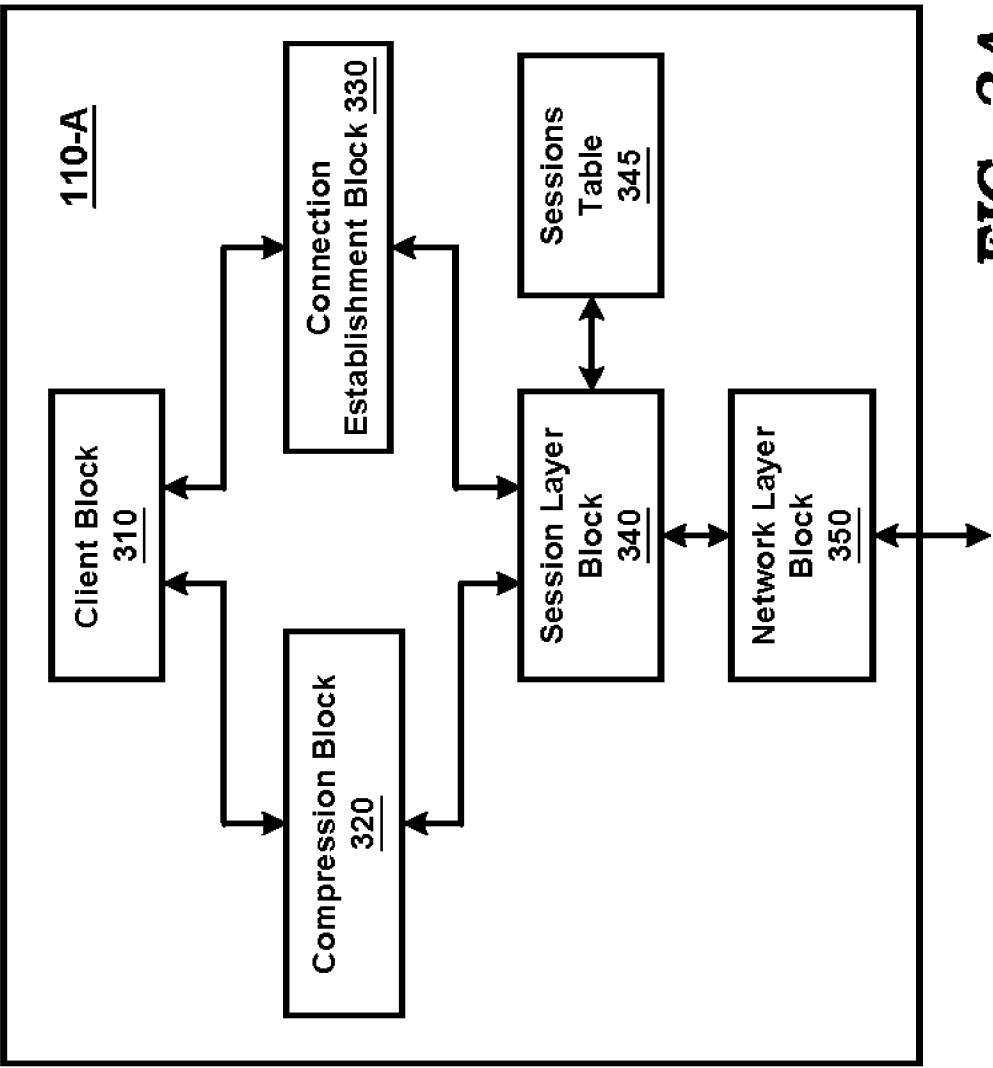 110-A
Client Block
310
Compression Block
320
Connection
Establishment Block 330
Session Layer
Block
340
Sessions
Table
345
Network Layer
Block
350